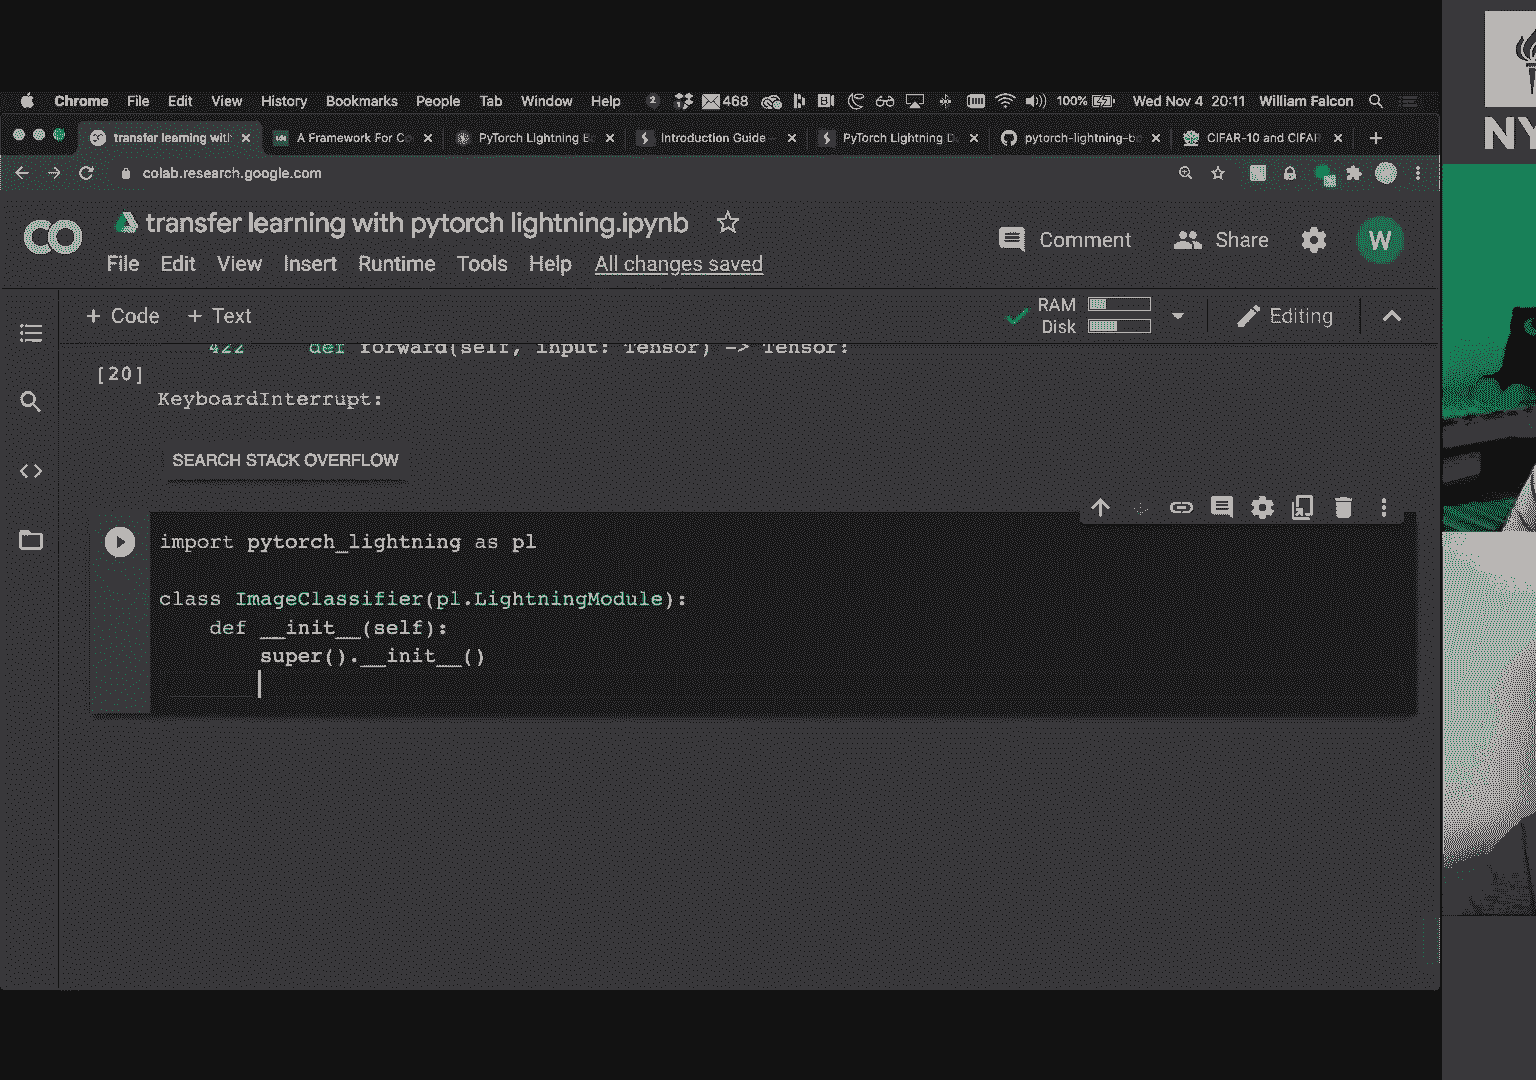 Chrome File Edit View History Bookmarks People Tab Window Help 2 468 100% Wed Nov 4 20:11 William Falcon
transfer learning with A Framework For Co PyTorch Lightning B Introduction Guide PyTorch Lightning D pytorch-lightning-bo CIFAR-10 and CIFAR
colab.research.google.com
CO transfer learning with pytorch lightning.ipynb
Comment Share W
File Edit View Insert Runtime Tools Help All changes saved
+ Code + Text RAM Disk Editing
422 def forward(self, input: Tensor) -> Tensor:
[20]
KeyboardInterrupt:
SEARCH STACK OVERFLOW
import pytorch_lightning as pl
class ImageClassifier(pl.LightningModule):
def __init__(self):
super().__init__()
NY